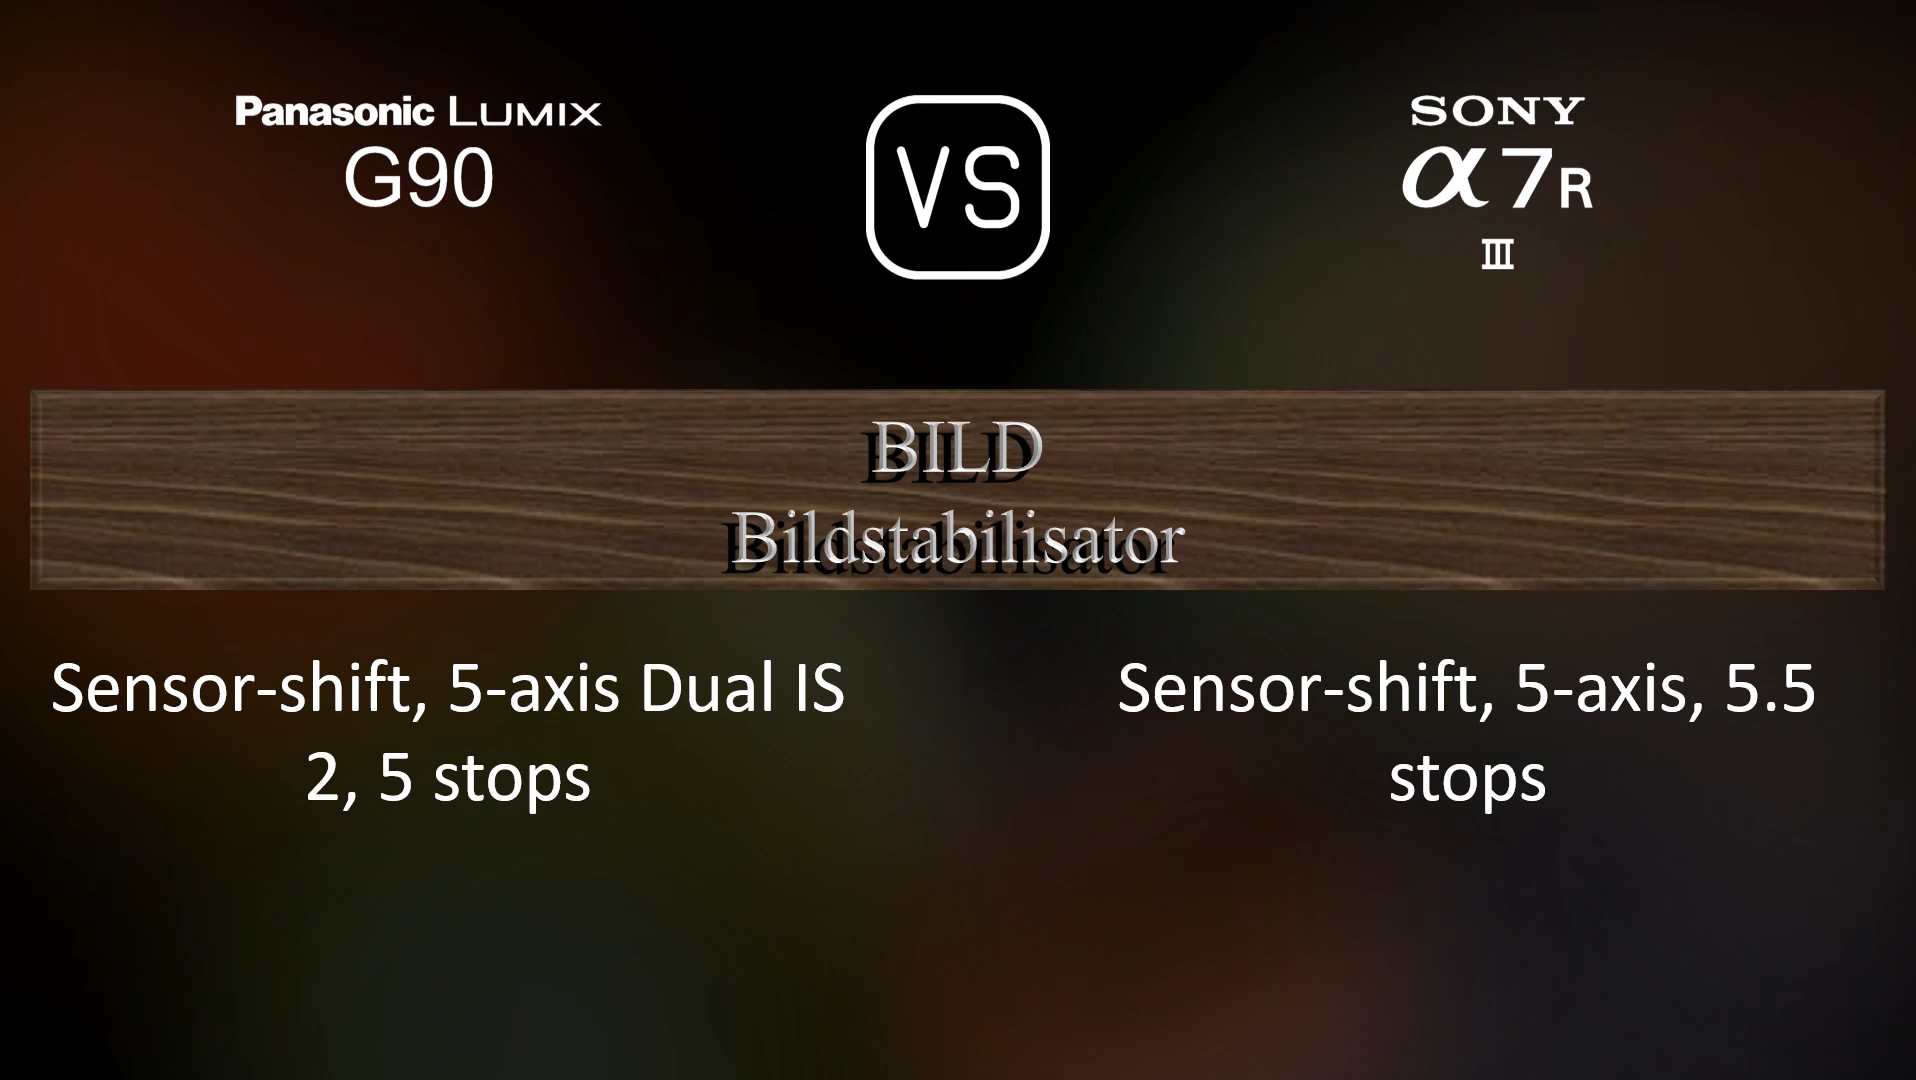 Panasonic LUMIX
G90
VS
SONY
α7R
III
BILD
Bildstabilisator
Sensor-shift, 5-axis Dual IS
2, 5 stops
Sensor-shift, 5-axis, 5.5
stops